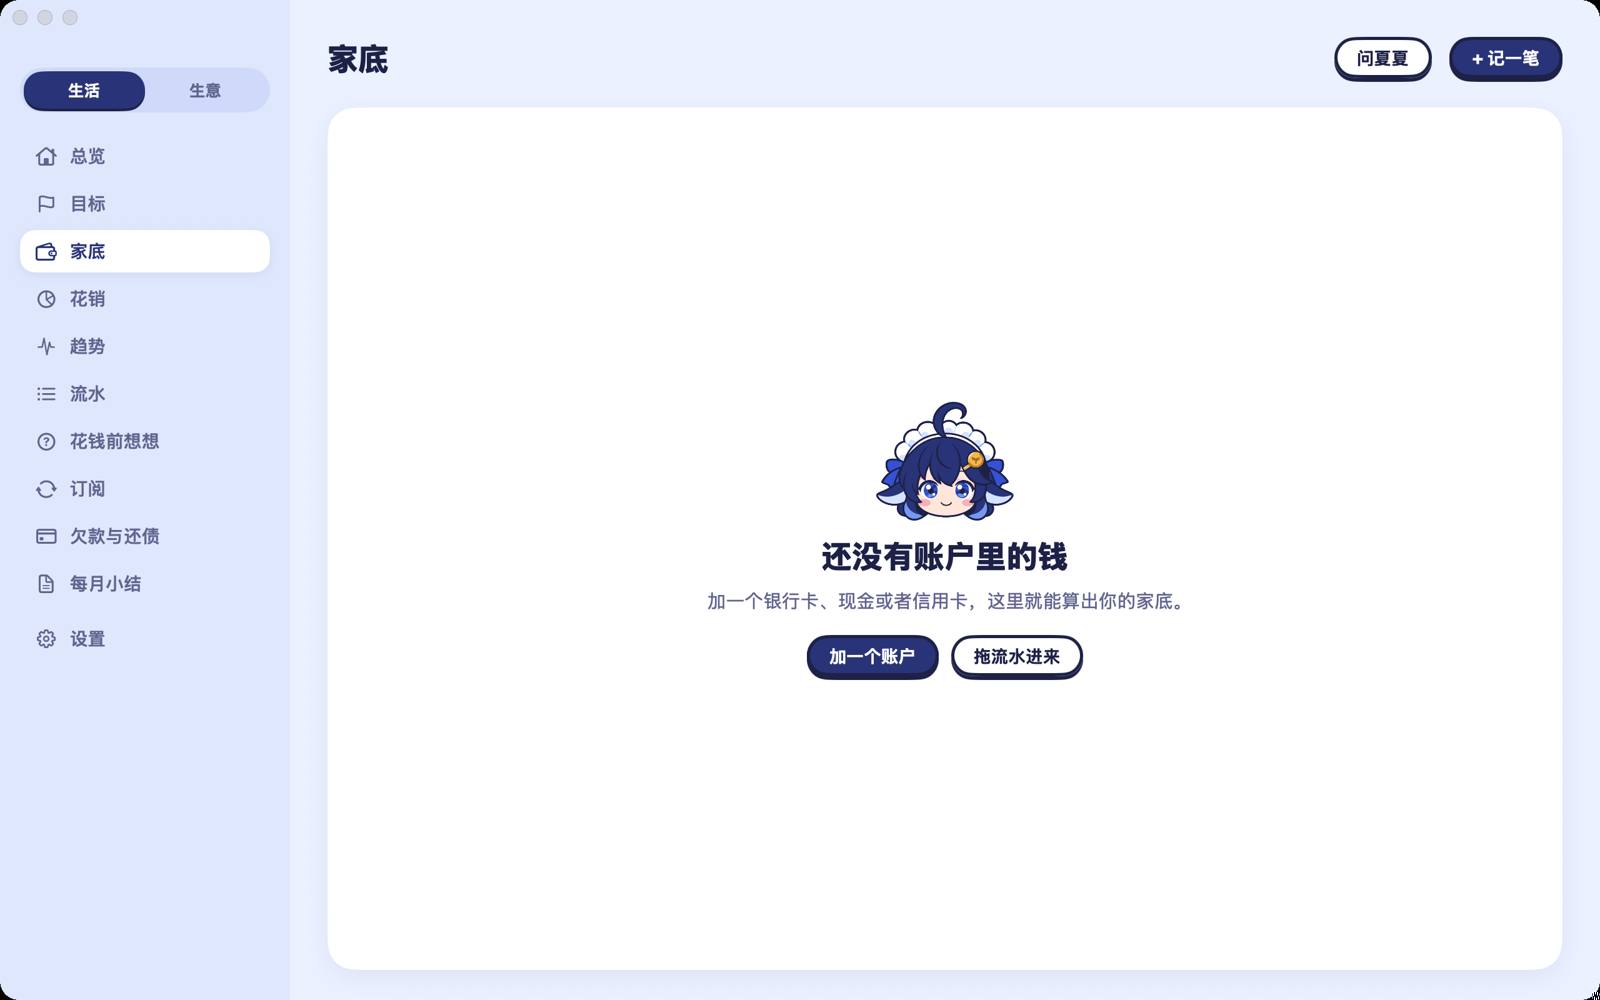 生活
生意
总览
目标
家底
花销
趋势
流水
花钱前想想
订阅
欠款与还债
每月小结
设置
家底
问夏夏
+ 记一笔
还没有账户里的钱
加一个银行卡、现金或者信用卡，这里就能算出你的家底。
加一个账户
拖流水进来